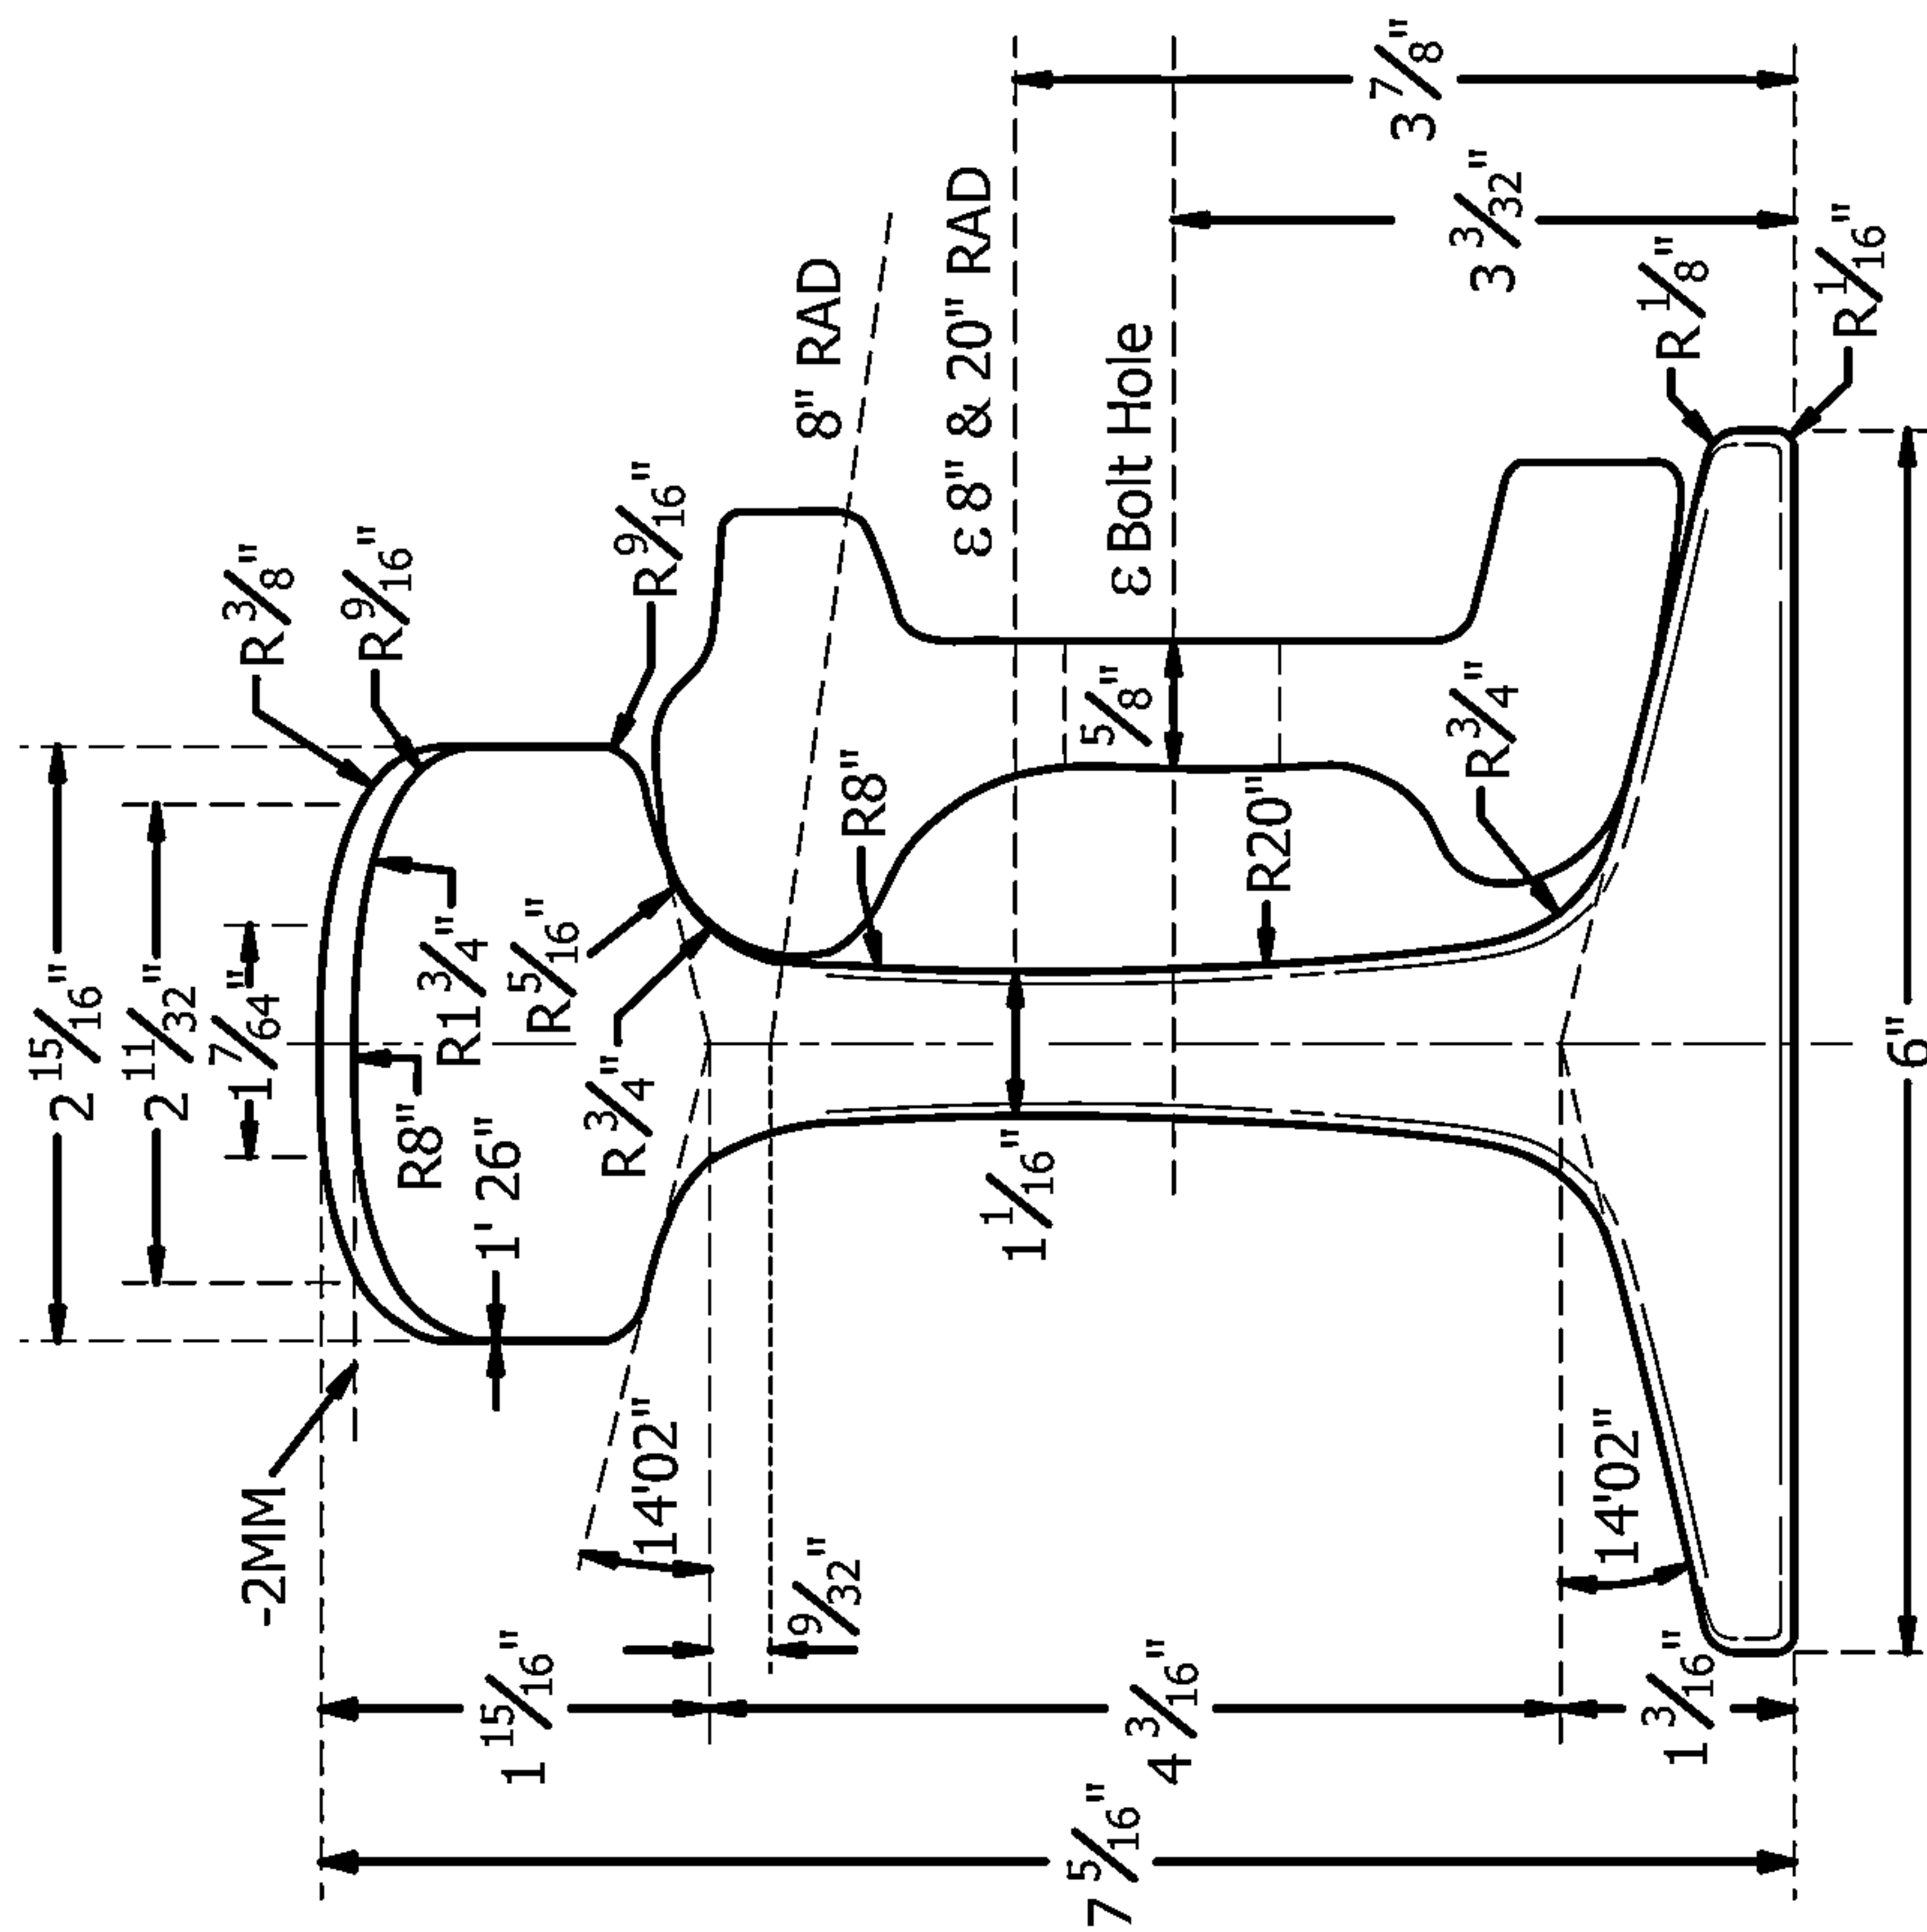 2 15/16"
2 11/32"
1 7/64"
R 3/8"
R 9/16"
R 9/16"
R1 3/4"
R8"
R 5/16"
R 3/4"
1' 26"
-2MM
8" RAD
ε 8" & 20" RAD
ε Bolt Hole
R8"
5/8"
R20"
R 3/4"
1 1/16"
3 7/8"
3 3/32"
R 1/8"
R 1/16"
14'02"
9/32"
14'02"
1 15/16"
4 3/16"
1 3/16"
7 5/16"
6"